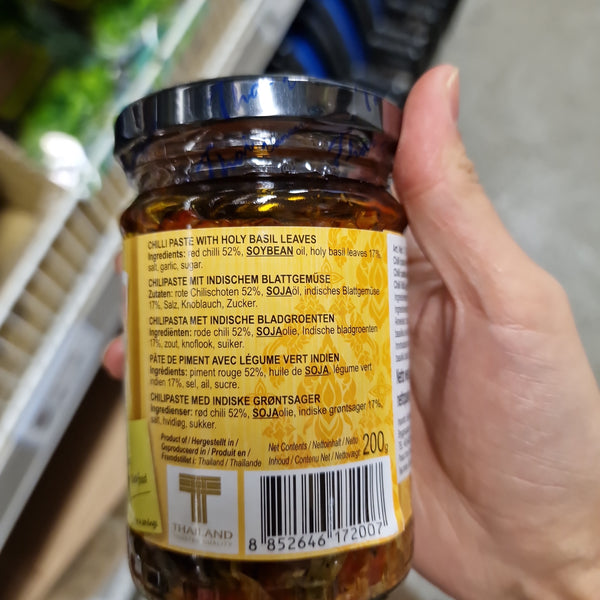 CHILLI PASTE WITH HOLY BASIL LEAVES
Ingredients: red chilli 52%, SOYBEAN oil, holy basil leaves 17%,
salt, garlic, sugar.
CHILIPASTE MIT INDISCHEM BLATTGEMÜSE
Zutaten: rote Chilischoten 52%, SOJAöl, indisches Blattgemüse
17%, Salz, Knoblauch, Zucker.
CHILIPASTA MET INDISCHE BLADGROENTEN
Ingrediënten: rode chili 52%, SOJAolie, Indische bladgroenten
17%, zout, knoflook, suiker.
PÂTE DE PIMENT AVEC LÉGUME VERT INDIEN
Ingrédients: piment rouge 52%, huile de SOJA, légume vert
indien 17%, sel, ail, sucre.
CHILIPASTE MED INDISKE GRØNTSAGER
Ingredienser: rød chili 52%, SOJAolie, indiske grøntsager 17%,
salt, hvidløg, sukker.
Product of / Hergestellt in /
Geproduceerd in / Produit en /
Fremstillet i: Thailand / Thaïlande
Net Contents / Nettoinhalt / Netto
Inhoud / Contenu Net / Nettovægt: 200g
THAILAND
8 852646 172007